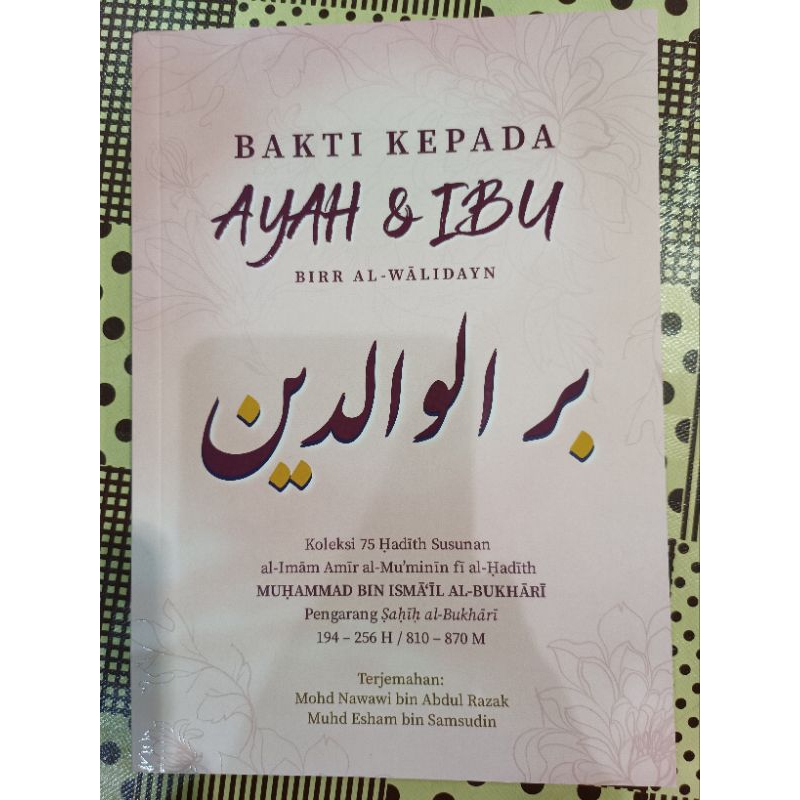 BAKTI KEPADA
AYAH & IBU
BIRR AL-WĀLIDAYN
بر الوالدين
Koleksi 75 Ḥadīth Susunan
al-Imām Amīr al-Mu’minīn fī al-Ḥadīth
MUḤAMMAD BIN ISMĀ‘ĪL AL-BUKHĀRĪ
Pengarang Ṣaḥīḥ al-Bukhārī
194 – 256 H / 810 – 870 M
Terjemahan:
Mohd Nawawi bin Abdul Razak
Muhd Esham bin Samsudin